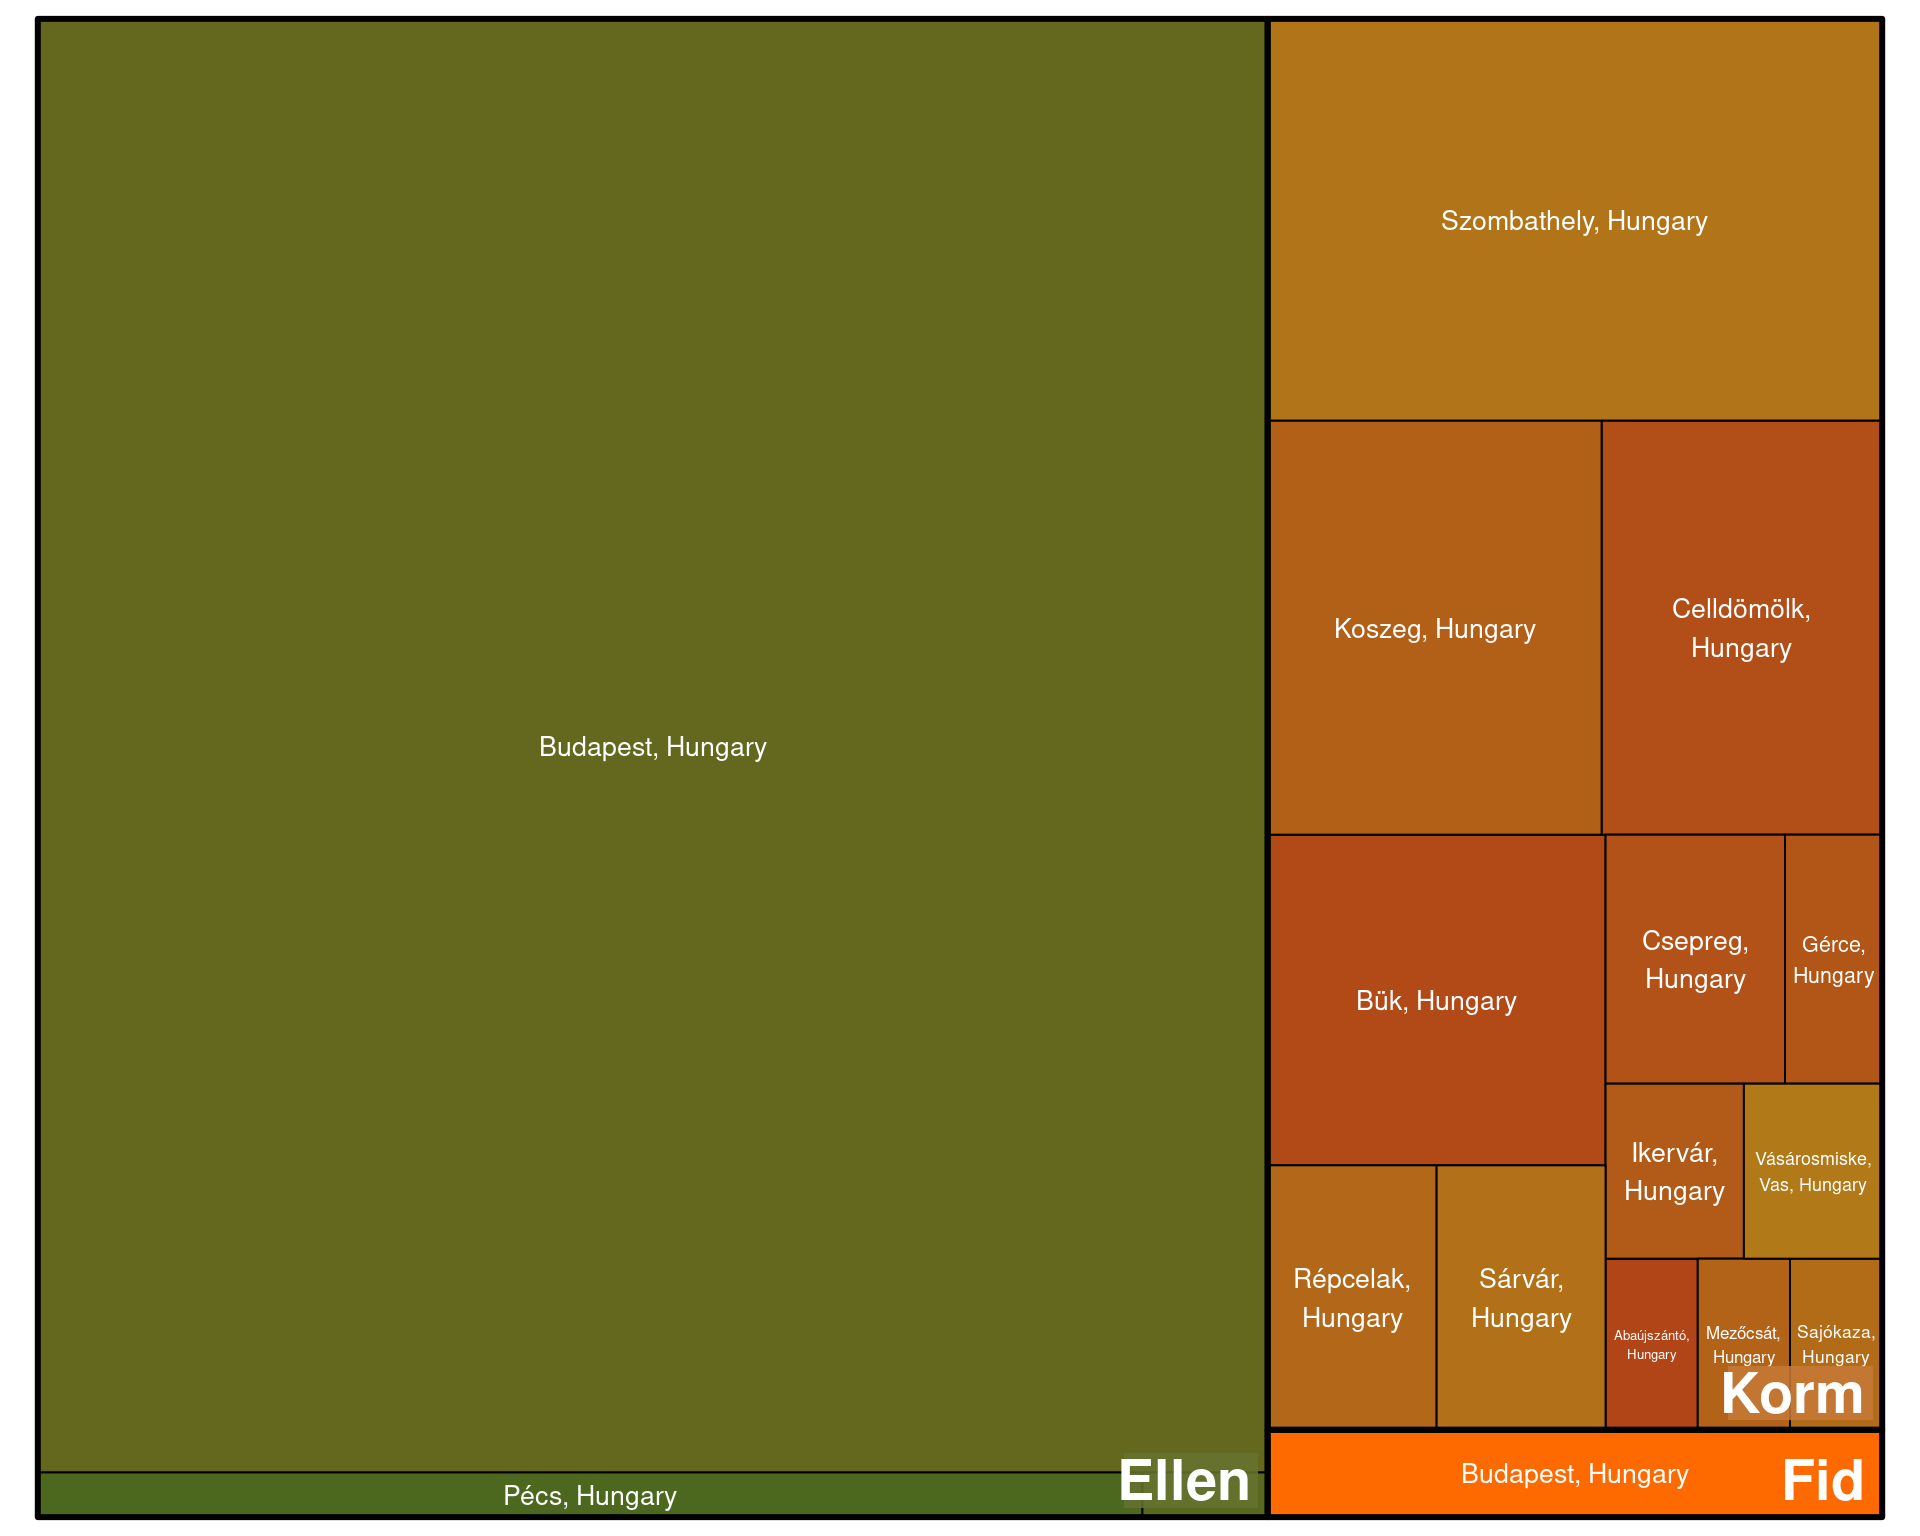 Budapest, Hungary
Pécs, Hungary
Ellen
Szombathely, Hungary
Koszeg, Hungary
Celldömölk,
Hungary
Bük, Hungary
Csepreg,
Hungary
Gérce,
Hungary
Ikervár,
Hungary
Vásárosmiske,
Vas, Hungary
Répcelak,
Hungary
Sárvár,
Hungary
Abaújszántó,
Hungary
Mezőcsát,
Hungary
Sajókaza,
Hungary
Korm
Budapest, Hungary
Fid